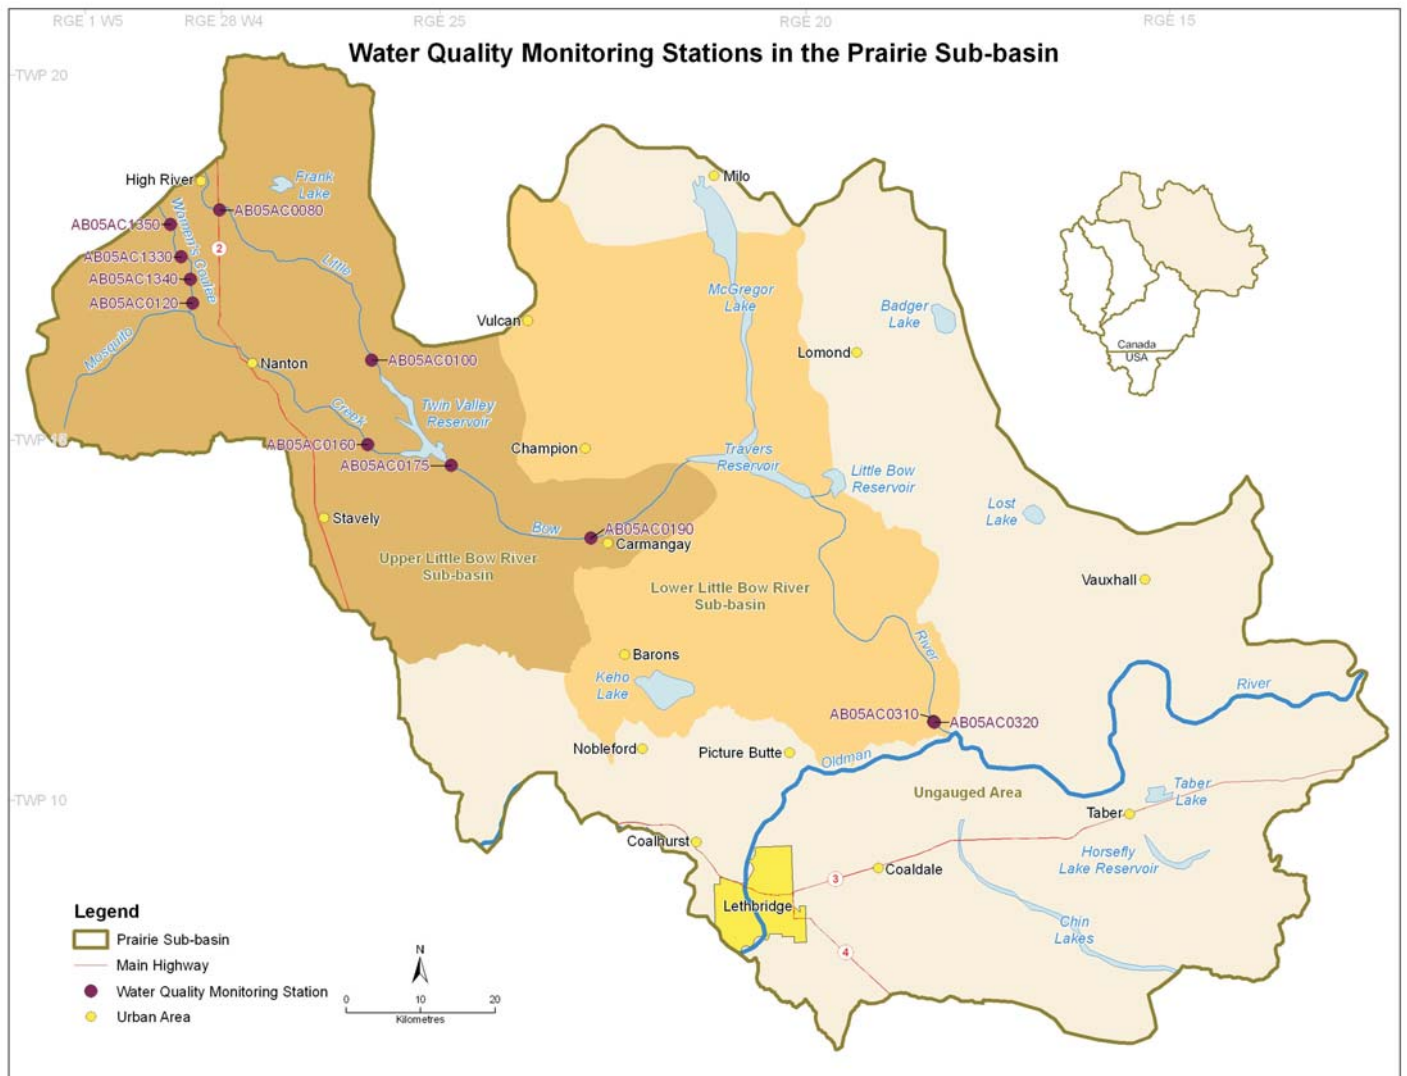 RGE 1 W5
RGE 28 W4
RGE 25
RGE 20
RGE 15
Water Quality Monitoring Stations in the Prairie Sub-basin
TWP 20
High River
Frank
Lake
Milo
AB05AC0080
AB05AC1350
Women's Coulee
2
AB05AC1330
AB05AC1340
AB05AC0120
Little
McGregor
Lake
Badger
Lake
Vulcan
Mosquito
Canada
USA
Lomond
AB05AC0100
Nanton
Creek
Twin Valley
Reservoir
TWP 15
AB05AC0160
AB05AC0175
Champion
Travers
Reservoir
Little Bow
Reservoir
Lost
Lake
Stavely
Bow
AB05AC0190
Carmangay
Upper Little Bow River
Sub-basin
Lower Little Bow River
Sub-basin
Vauxhall
Barons
Keho
Lake
River
River
AB05AC0310
AB05AC0320
Nobleford
Picture Butte
Oldman
Ungauged Area
Taber
Lake
TWP 10
Taber
Coalhurst
Horsefly
Lake Reservoir
3
Coaldale
Lethbridge
Chin
Lakes
4
Legend
Prairie Sub-basin
Main Highway
Water Quality Monitoring Station
Urban Area
N
0 10 20
Kilometres